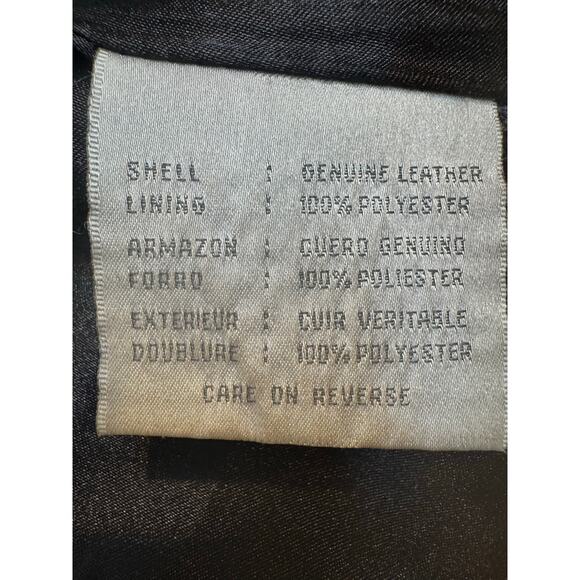 SHELL : GENUINE LEATHER
LINING : 100% POLYESTER
ARMAZON : CUERO GENUINO
FORRO : 100% POLIESTER
EXTERIEUR : CUIR VERITABLE
DOUBLURE : 100% POLYESTER
CARE ON REVERSE